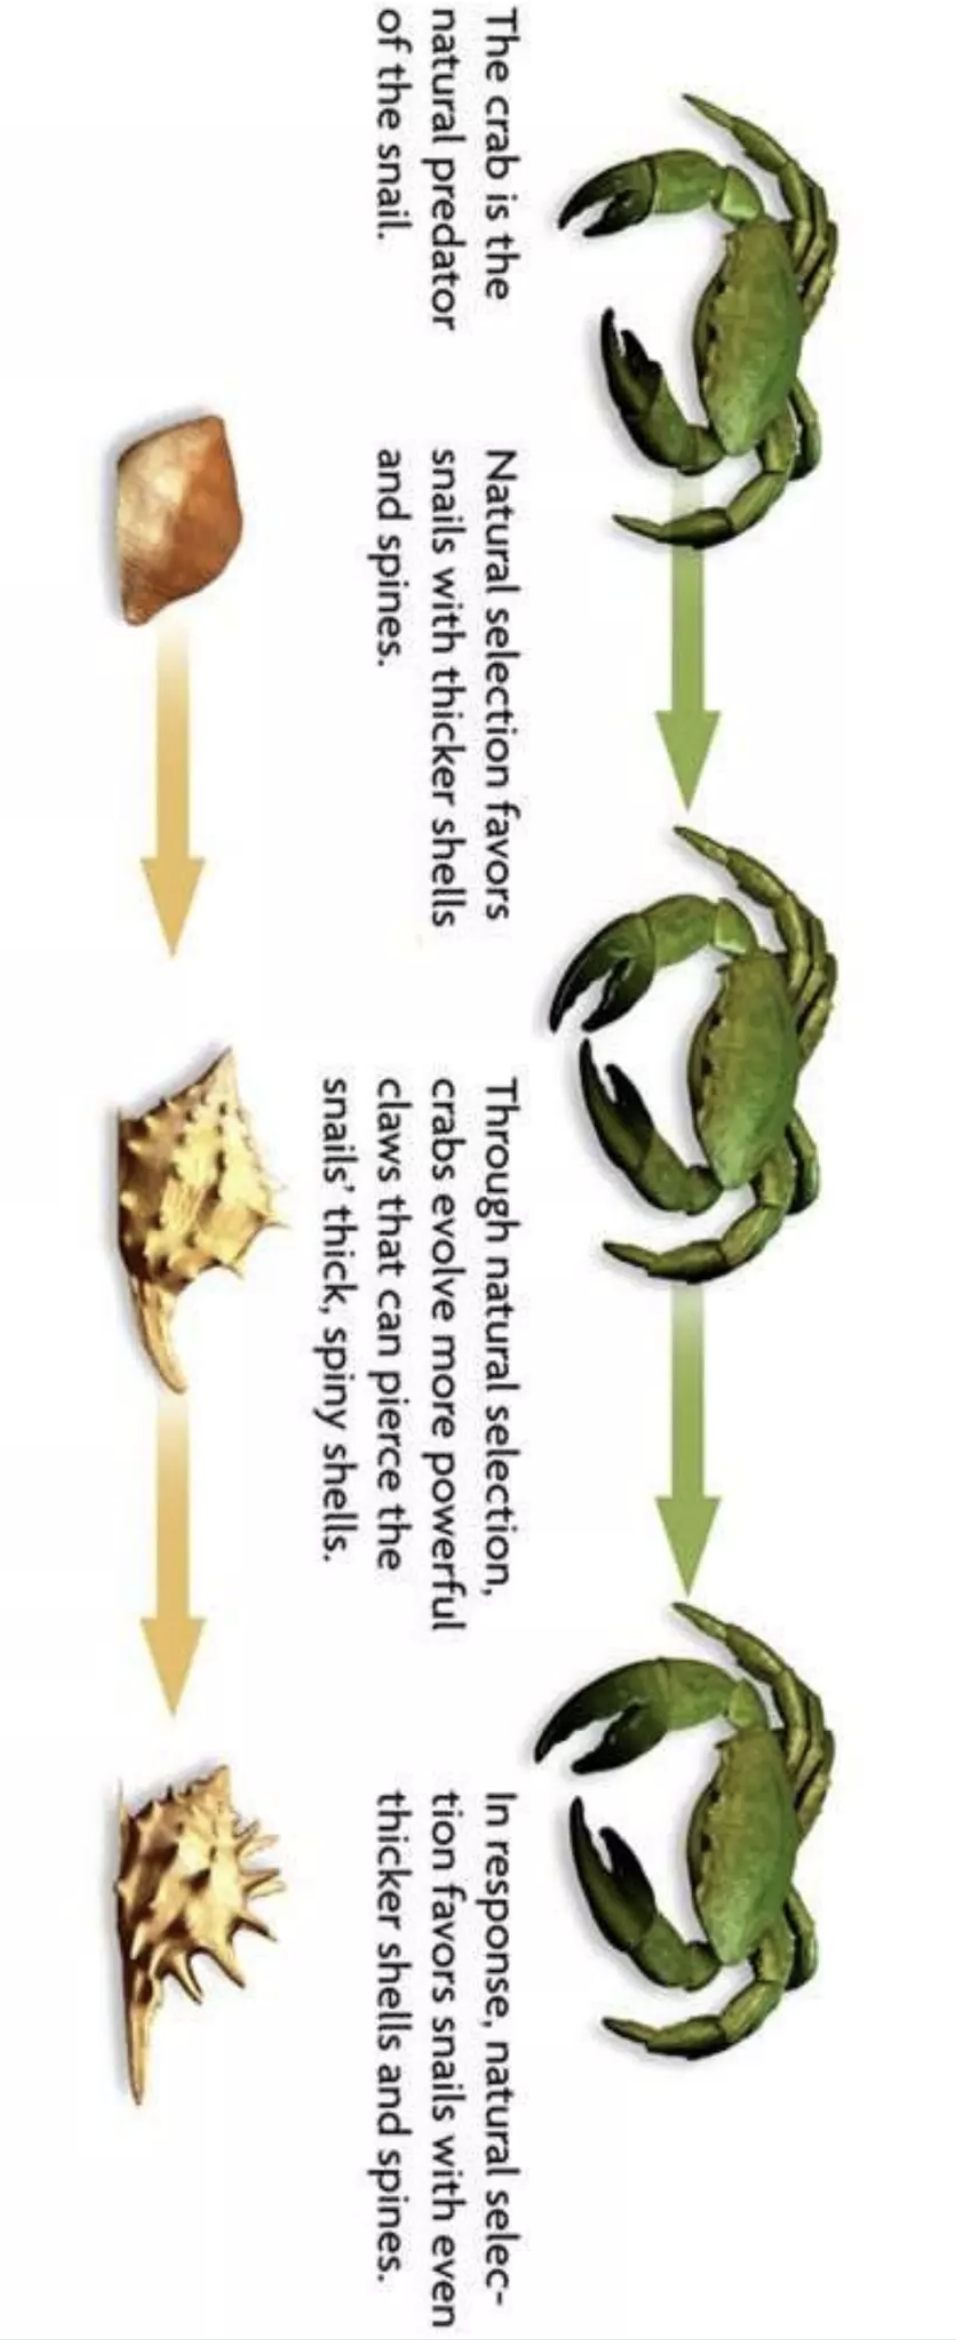 The crab is the
natural predator
of the snail.
Natural selection favors
snails with thicker shells
and spines.
Through natural selection,
crabs evolve more powerful
claws that can pierce the
snails' thick, spiny shells.
In response, natural selec-
tion favors snails with even
thicker shells and spines.